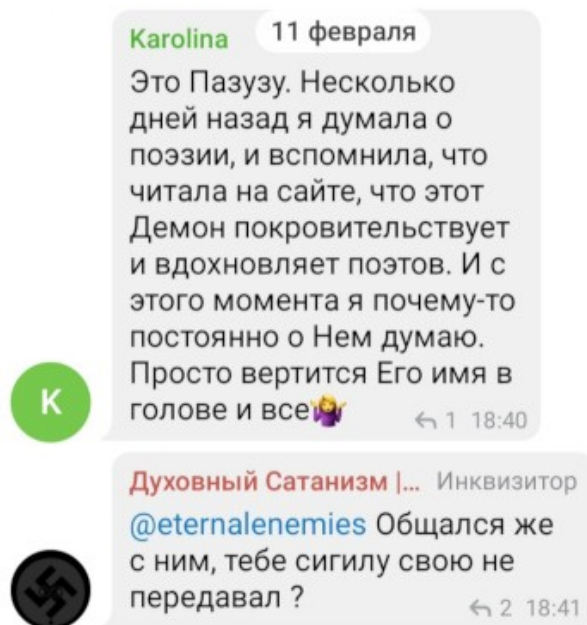 11 февраля
Karolina
Это Пазузу. Несколько
дней назад я думала о
поэзии, и вспомнила, что
читала на сайте, что этот
Демон покровительствует
и вдохновляет поэтов. И с
этого момента я почему-то
постоянно о Нем думаю.
Просто вертится Его имя в
голове и все🤷‍♀️
1 18:40
К
Духовный Сатанизм |... Инквизитор
@eternalenemies Общался же
с ним, тебе сигилу свою не
передавал ?
2 18:41